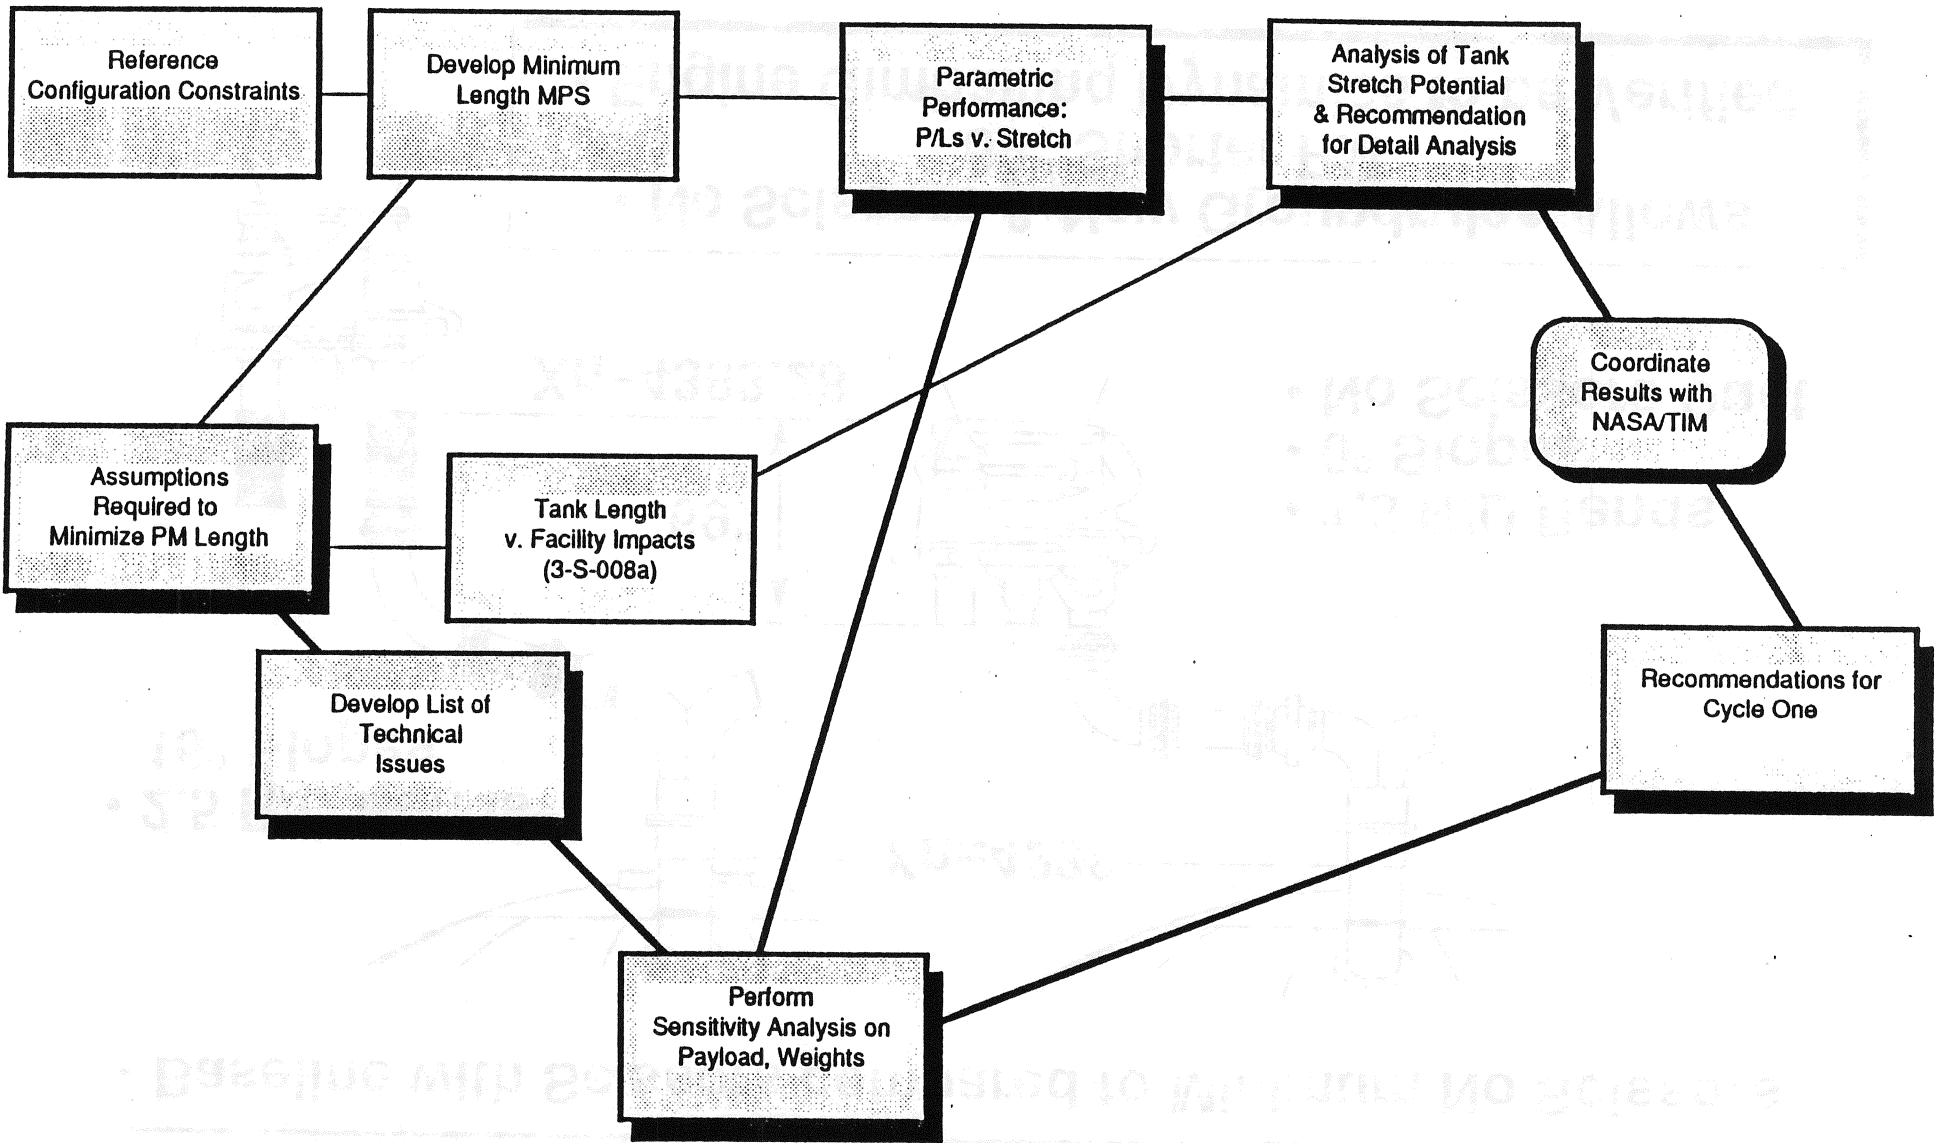 Reference
Configuration Constraints
Develop Minimum
Length MPS
Parametric
Performance:
P/Ls v. Stretch
Analysis of Tank
Stretch Potential
& Recommendation
for Detail Analysis
Coordinate
Results with
NASA/TIM
Assumptions
Required to
Minimize PM Length
Tank Length
v. Facility Impacts
(3-S-008a)
Develop List of
Technical
Issues
Recommendations for
Cycle One
Perform
Sensitivity Analysis on
Payload, Weights